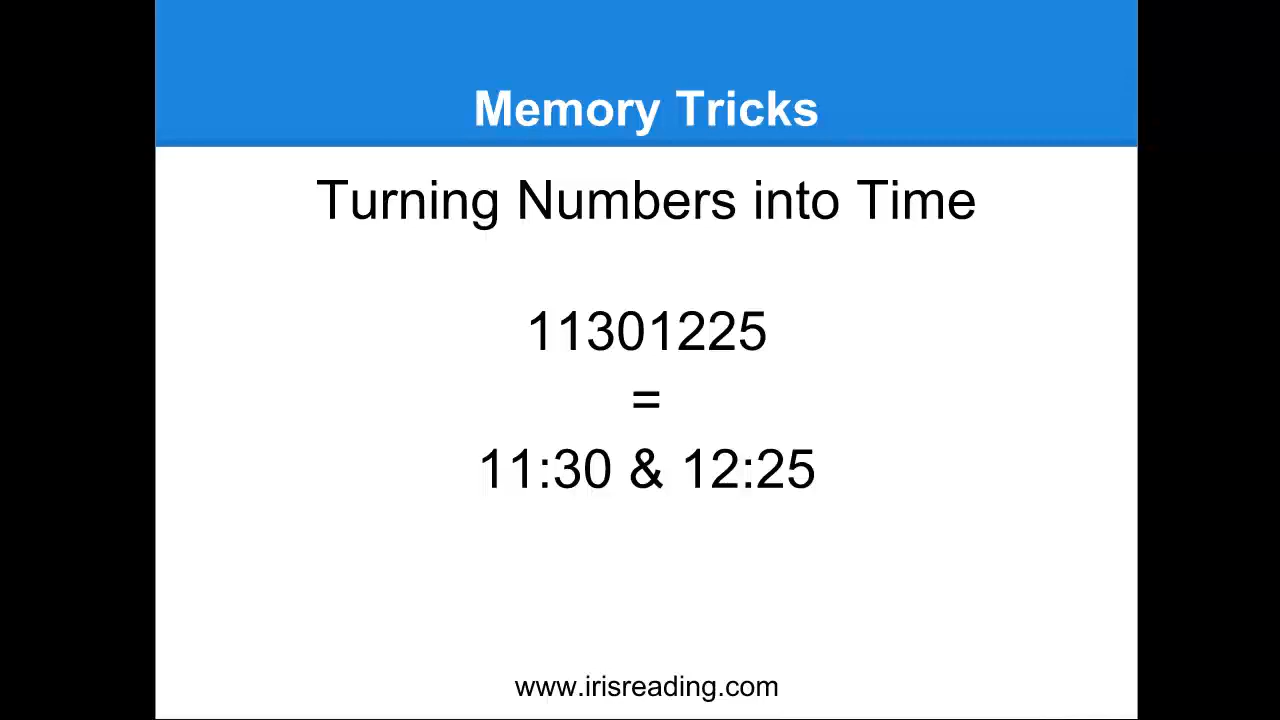 Memory Tricks
Turning Numbers into Time
11301225
=
11:30 & 12:25
www.irisreading.com